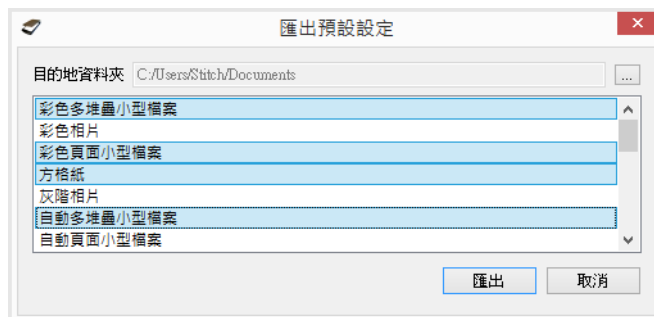 匯出預設設定
目的地資料夾 C:/Users/Stitch/Documents ...
彩色多堆疊小型檔案
彩色相片
彩色頁面小型檔案
方格紙
灰階相片
自動多堆疊小型檔案
自動頁面小型檔案
匯出 取消